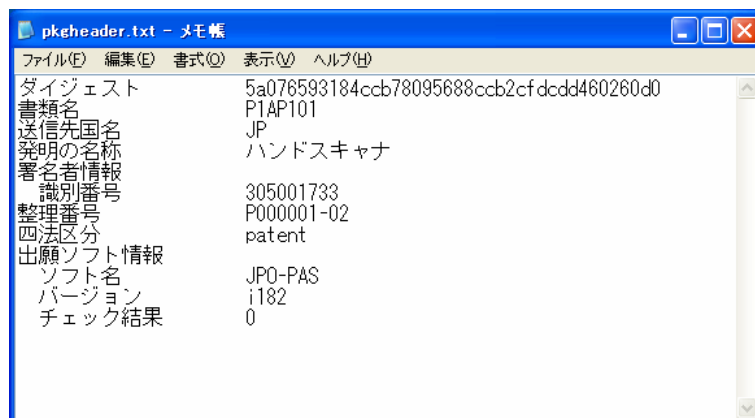 pkgheader.txt - メモ帳
ファイル(F) 編集(E) 書式(O) 表示(V) ヘルプ(H)
ダイジェスト 5a076593184ccb78095688ccb2cfdcdd460260d0
書類名 P1AP101
送信先国名 JP
発明の名称 ハンドスキャナ
署名者情報
識別番号 305001733
整理番号 P000001-02
四法区分 patent
出願ソフト情報
ソフト名 JPO-PAS
バージョン i182
チェック結果 0